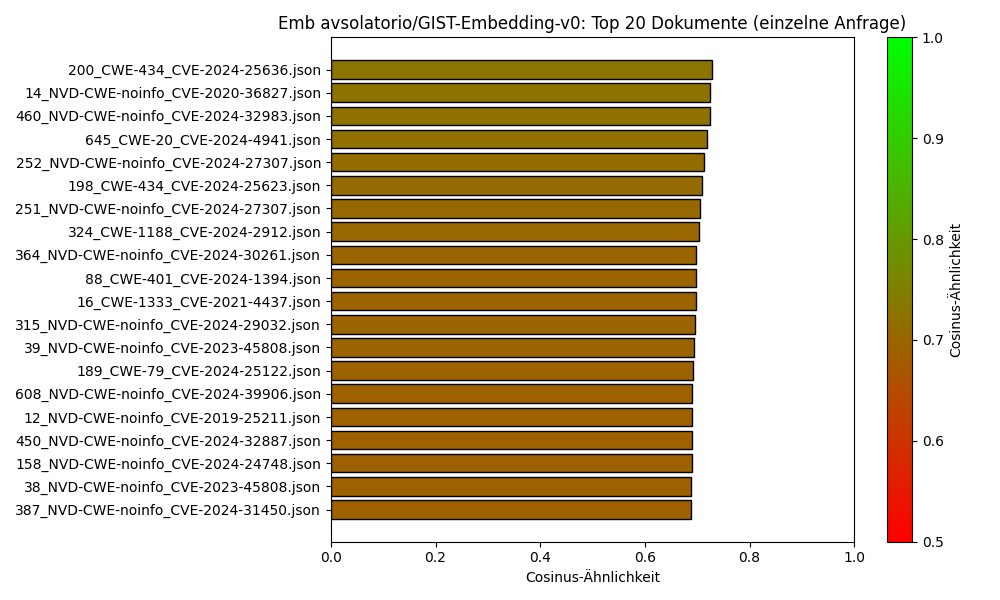 Emb avsolatorio/GIST-Embedding-v0: Top 20 Dokumente (einzelne Anfrage)
200_CWE-434_CVE-2024-25636.json
14_NVD-CWE-noinfo_CVE-2020-36827.json
460_NVD-CWE-noinfo_CVE-2024-32983.json
645_CWE-20_CVE-2024-4941.json
252_NVD-CWE-noinfo_CVE-2024-27307.json
198_CWE-434_CVE-2024-25623.json
251_NVD-CWE-noinfo_CVE-2024-27307.json
324_CWE-1188_CVE-2024-2912.json
364_NVD-CWE-noinfo_CVE-2024-30261.json
88_CWE-401_CVE-2024-1394.json
16_CWE-1333_CVE-2021-4437.json
315_NVD-CWE-noinfo_CVE-2024-29032.json
39_NVD-CWE-noinfo_CVE-2023-45808.json
189_CWE-79_CVE-2024-25122.json
608_NVD-CWE-noinfo_CVE-2024-39906.json
12_NVD-CWE-noinfo_CVE-2019-25211.json
450_NVD-CWE-noinfo_CVE-2024-32887.json
158_NVD-CWE-noinfo_CVE-2024-24748.json
38_NVD-CWE-noinfo_CVE-2023-45808.json
387_NVD-CWE-noinfo_CVE-2024-31450.json
0.0 0.2 0.4 0.6 0.8 1.0
Cosinus-Ähnlichkeit
1.0
0.9
0.8
0.7
0.6
0.5
Cosinus-Ähnlichkeit